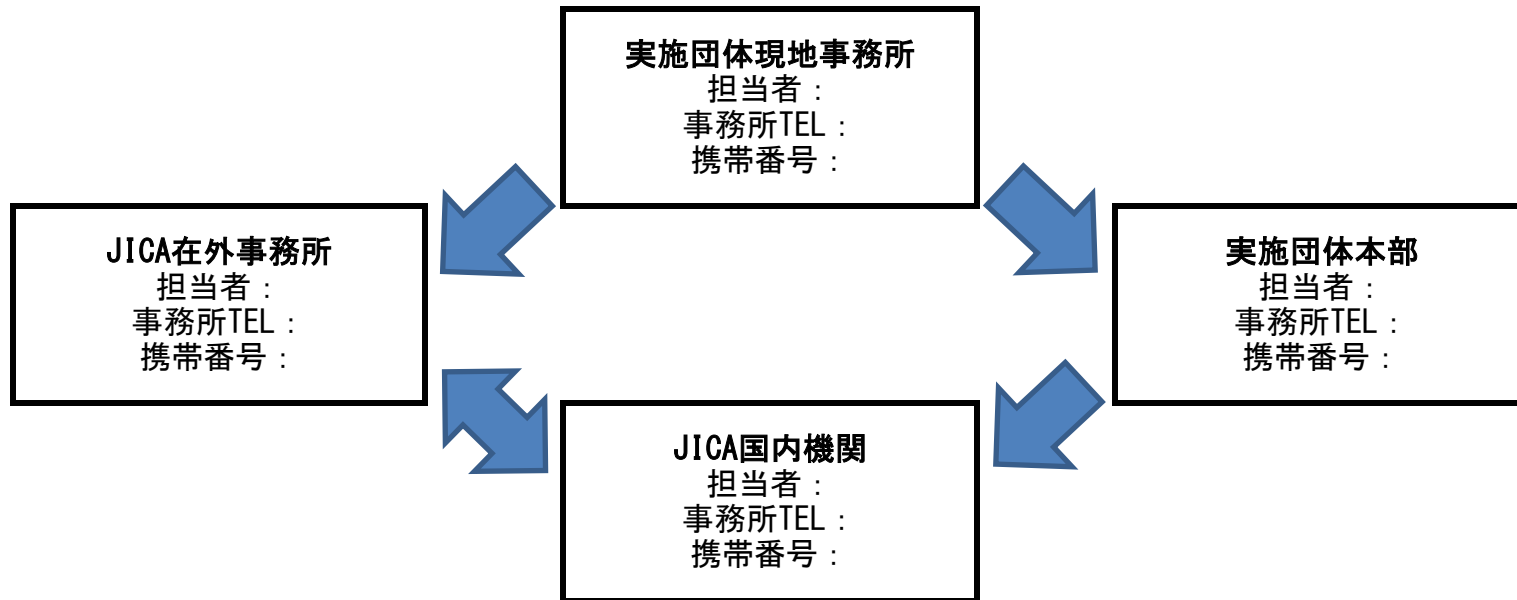 実施団体現地事務所
担当者：
事務所TEL：
携帯番号：
JICA在外事務所
担当者：
事務所TEL：
携帯番号：
実施団体本部
担当者：
事務所TEL：
携帯番号：
JICA国内機関
担当者：
事務所TEL：
携帯番号：